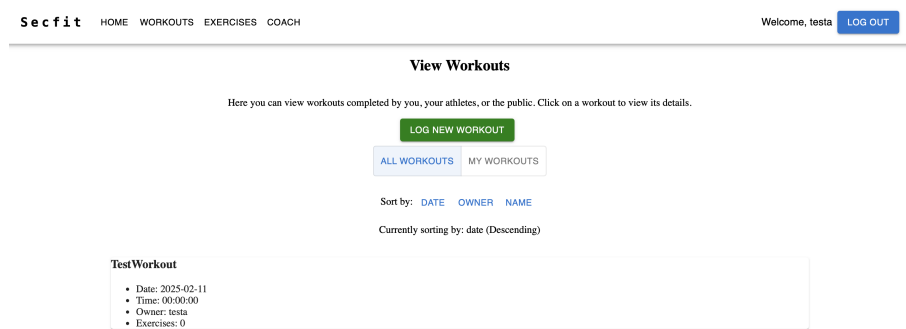 Secfit HOME WORKOUTS EXERCISES COACH Welcome, testa LOG OUT
View Workouts
Here you can view workouts completed by you, your athletes, or the public. Click on a workout to view its details.
LOG NEW WORKOUT
ALL WORKOUTS MY WORKOUTS
Sort by: DATE OWNER NAME
Currently sorting by: date (Descending)
TestWorkout
• Date: 2025-02-11
• Time: 00:00:00
• Owner: testa
• Exercises: 0